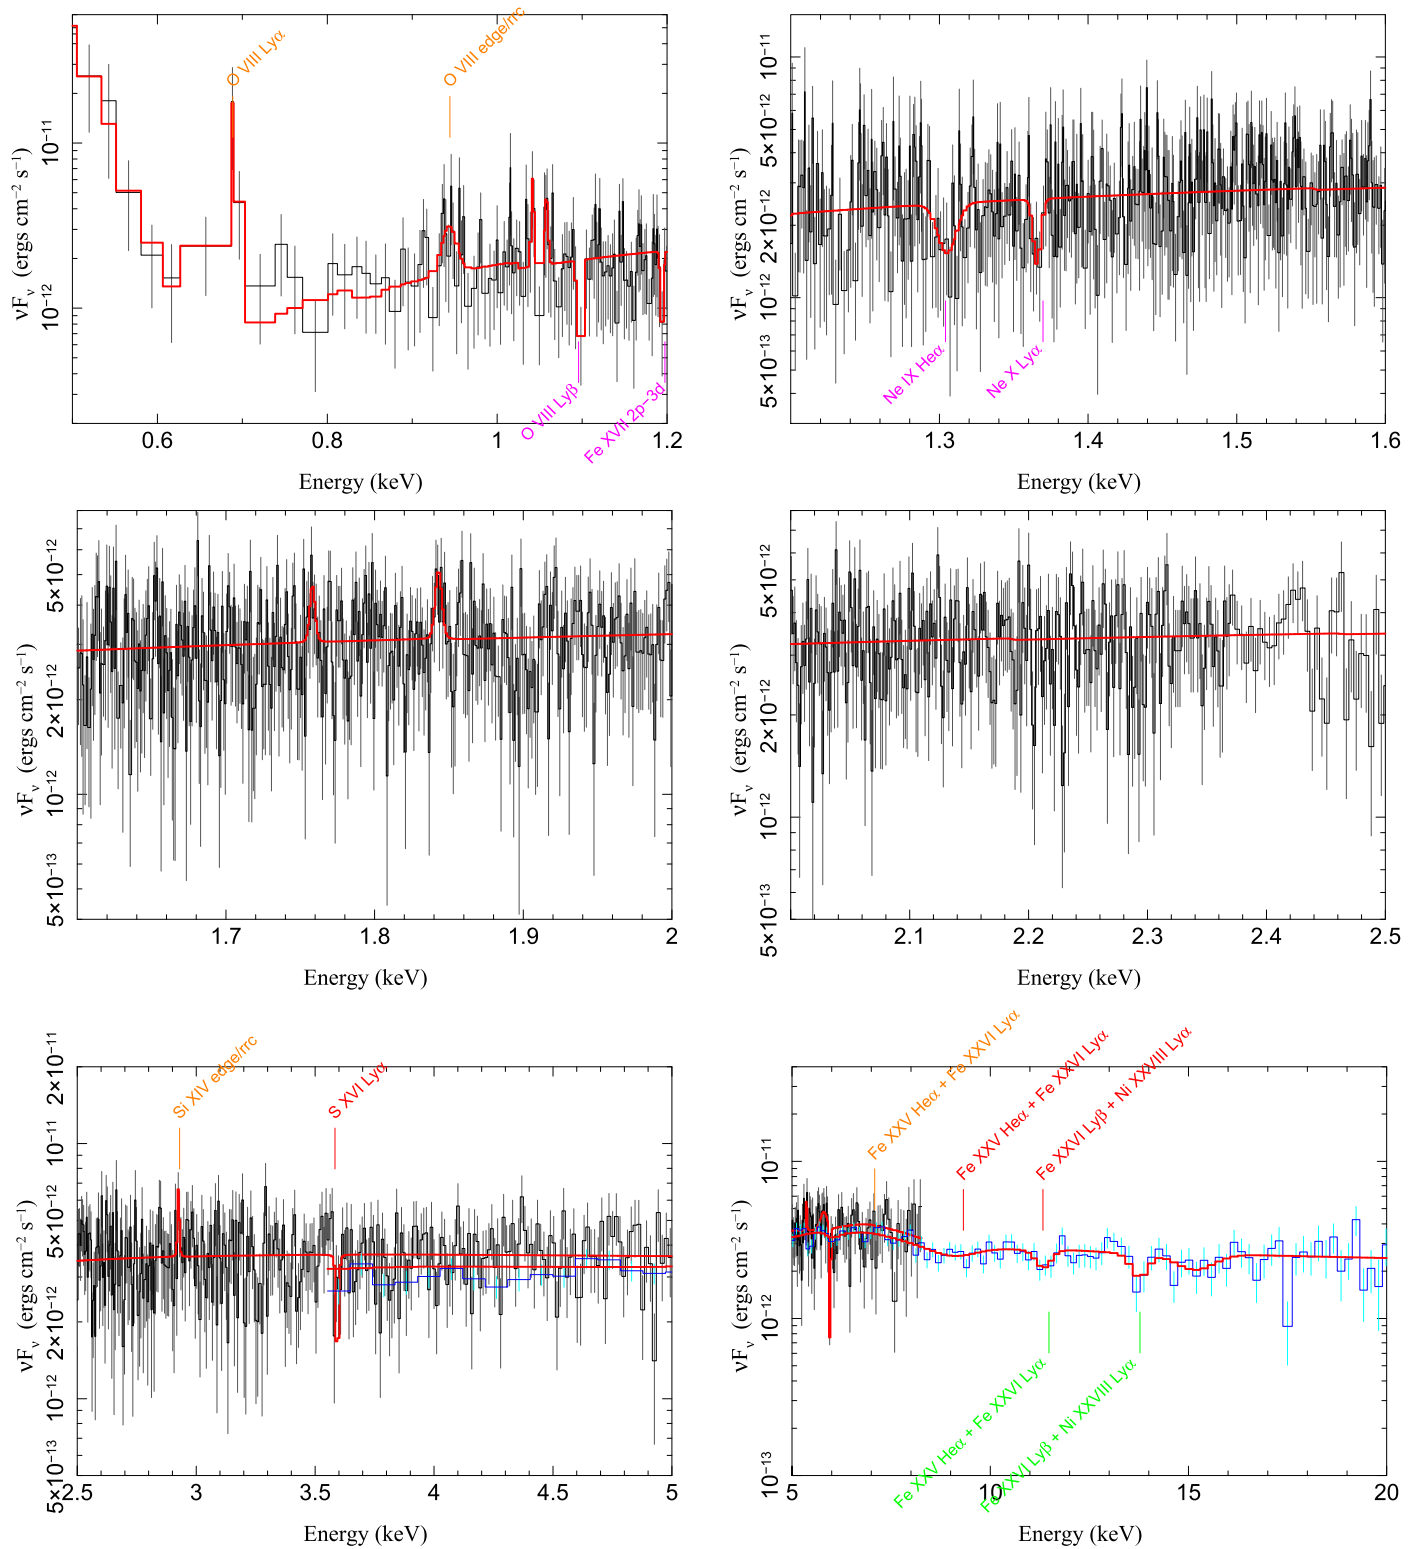 O VIII Lyα
O VIII edge/rrc
10⁻¹¹
10⁻¹²
νFν (ergs cm⁻² s⁻¹)
O VIII Lyβ
Fe XVII 2p−3d
0.6 0.8 1 1.2
Energy (keV)
10⁻¹¹
5×10⁻¹²
2×10⁻¹²
10⁻¹²
5×10⁻¹³
νFν (ergs cm⁻² s⁻¹)
Ne IX Heα
Ne X Lyα
1.3 1.4 1.5 1.6
Energy (keV)
5×10⁻¹²
2×10⁻¹²
10⁻¹²
5×10⁻¹³
νFν (ergs cm⁻² s⁻¹)
1.7 1.8 1.9 2
Energy (keV)
5×10⁻¹²
2×10⁻¹²
10⁻¹²
5×10⁻¹³
νFν (ergs cm⁻² s⁻¹)
2.1 2.2 2.3 2.4 2.5
Energy (keV)
Si XIV edge/rrc
S XVI Lyα
2×10⁻¹¹
10⁻¹¹
5×10⁻¹²
2×10⁻¹²
10⁻¹²
5×10⁻¹³
νFν (ergs cm⁻² s⁻¹)
2.5 3 3.5 4 4.5 5
Energy (keV)
Fe XXV Heα + Fe XXVI Lyα
Fe XXV Heα + Fe XXVI Lyα
Fe XXVI Lyβ + Ni XXVIII Lyα
10⁻¹¹
10⁻¹²
10⁻¹³
νFν (ergs cm⁻² s⁻¹)
Fe XXV Heα + Fe XXVI Lyα
Fe XXVI Lyβ + Ni XXVIII Lyα
5 10 15 20
Energy (keV)